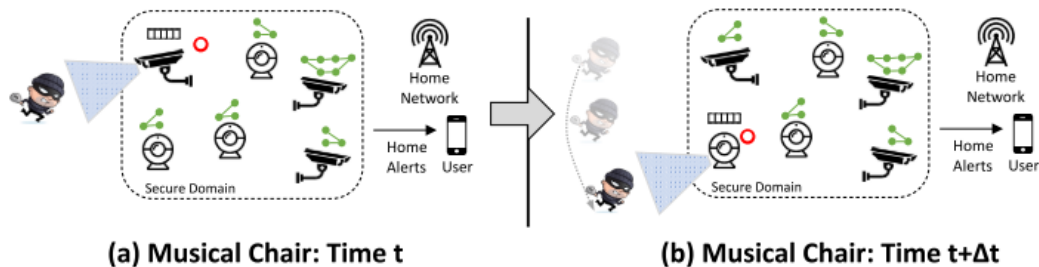 Home
Network
Home
Alerts
User
Secure Domain
(a) Musical Chair: Time t
Home
Network
Home
Alerts
User
Secure Domain
(b) Musical Chair: Time t+Δt